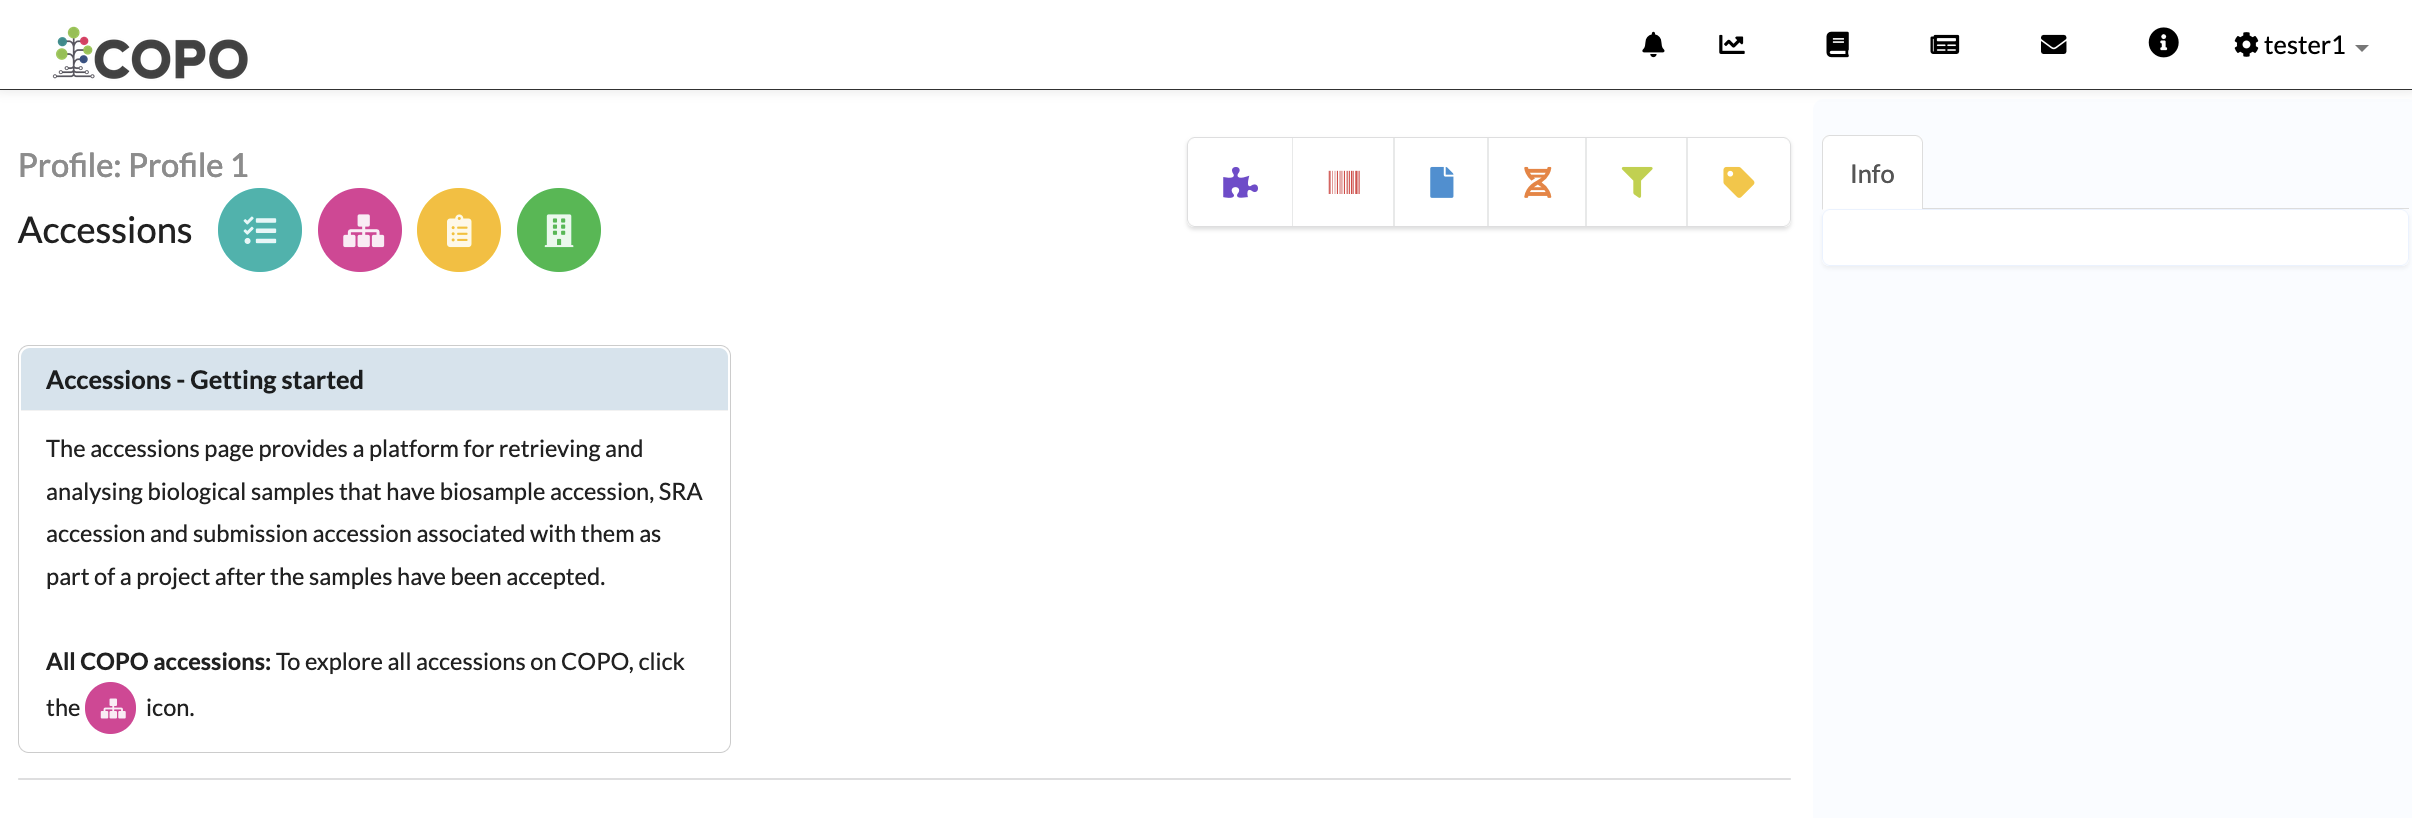 COPO
tester1
Profile: Profile 1
Accessions
Info
Accessions - Getting started
The accessions page provides a platform for retrieving and
analysing biological samples that have biosample accession, SRA
accession and submission accession associated with them as
part of a project after the samples have been accepted.
All COPO accessions: To explore all accessions on COPO, click
the icon.